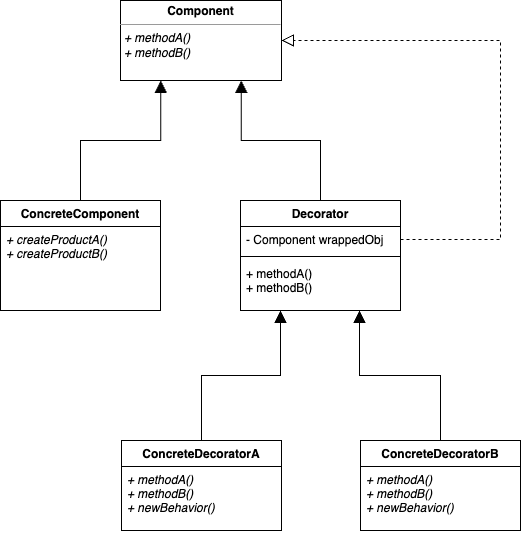 Component
+ methodA()
+ methodB()
ConcreteComponent
+ createProductA()
+ createProductB()
Decorator
- Component wrappedObj
+ methodA()
+ methodB()
ConcreteDecoratorA
+ methodA()
+ methodB()
+ newBehavior()
ConcreteDecoratorB
+ methodA()
+ methodB()
+ newBehavior()